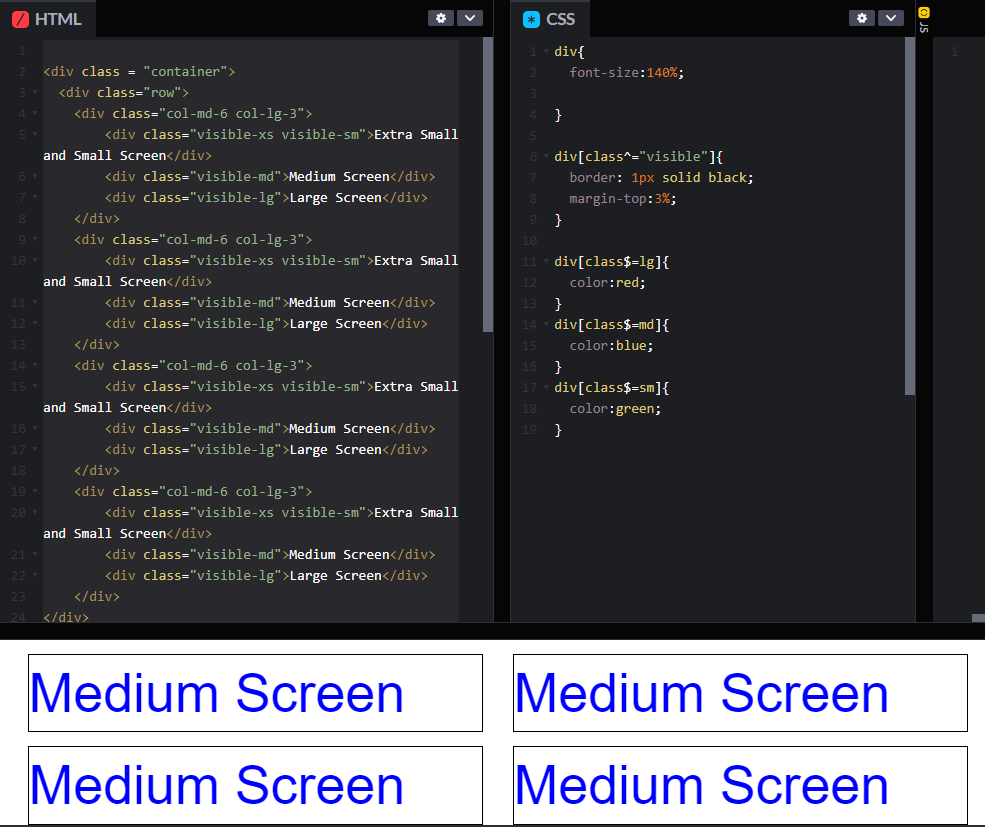 HTML
1
2 <div class = "container">
3 <div class="row">
4 <div class="col-md-6 col-lg-3">
5 <div class="visible-xs visible-sm">Extra Small
and Small Screen</div>
6 <div class="visible-md">Medium Screen</div>
7 <div class="visible-lg">Large Screen</div>
8 </div>
9 <div class="col-md-6 col-lg-3">
10 <div class="visible-xs visible-sm">Extra Small
and Small Screen</div>
11 <div class="visible-md">Medium Screen</div>
12 <div class="visible-lg">Large Screen</div>
13 </div>
14 <div class="col-md-6 col-lg-3">
15 <div class="visible-xs visible-sm">Extra Small
and Small Screen</div>
16 <div class="visible-md">Medium Screen</div>
17 <div class="visible-lg">Large Screen</div>
18 </div>
19 <div class="col-md-6 col-lg-3">
20 <div class="visible-xs visible-sm">Extra Small
and Small Screen</div>
21 <div class="visible-md">Medium Screen</div>
22 <div class="visible-lg">Large Screen</div>
23 </div>
24 </div>
CSS
1 div{
2 font-size:140%;
3
4 }
5
6 div[class^="visible"]{
7 border: 1px solid black;
8 margin-top:3%;
9 }
10
11 div[class$=lg]{
12 color:red;
13 }
14 div[class$=md]{
15 color:blue;
16 }
17 div[class$=sm]{
18 color:green;
19 }
JS
1
Medium Screen Medium Screen
Medium Screen Medium Screen